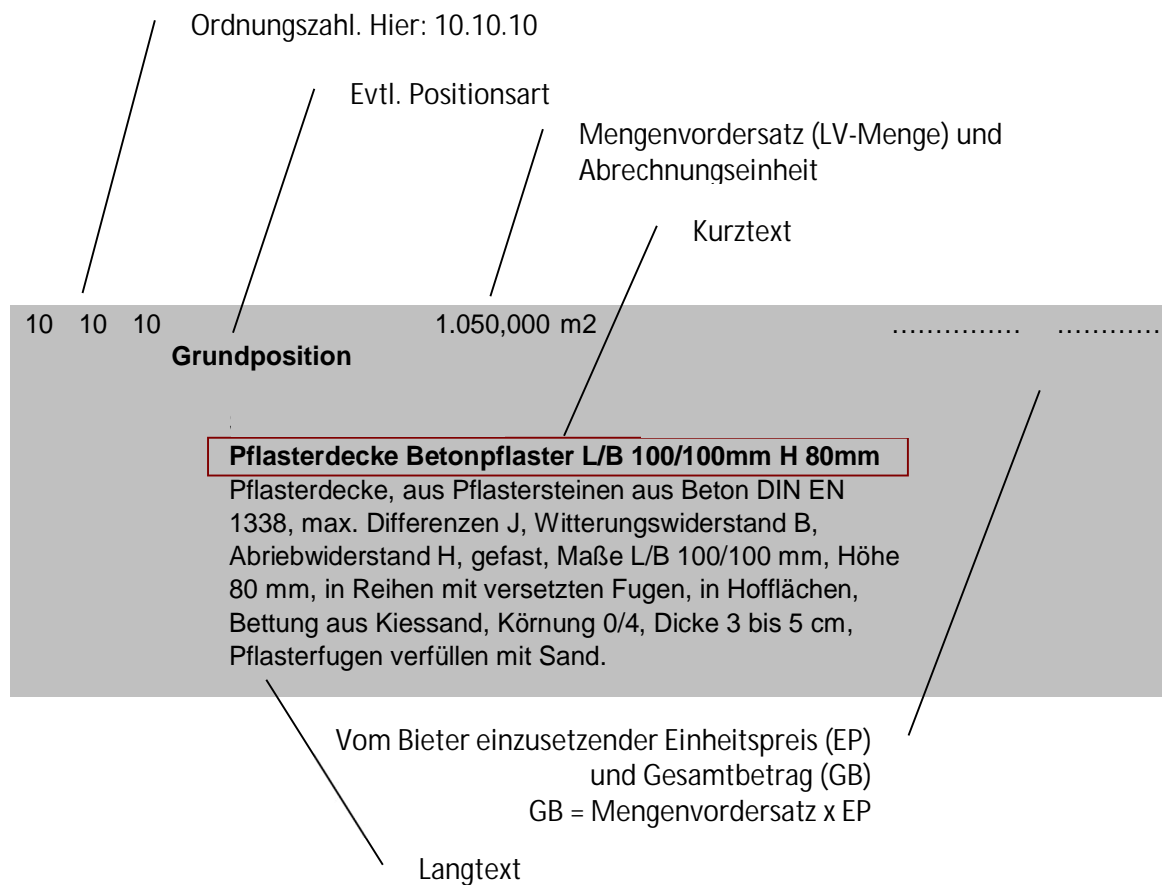 Ordnungszahl. Hier: 10.10.10
Evtl. Positionsart
Mengenvordersatz (LV-Menge) und
Abrechnungseinheit
Kurztext
10 10 10 1.050,000 m2 …………… …………
Grundposition
Pflasterdecke Betonpflaster L/B 100/100mm H 80mm
Pflasterdecke, aus Pflastersteinen aus Beton DIN EN
1338, max. Differenzen J, Witterungswiderstand B,
Abriebwiderstand H, gefast, Maße L/B 100/100 mm, Höhe
80 mm, in Reihen mit versetzten Fugen, in Hofflächen,
Bettung aus Kiessand, Körnung 0/4, Dicke 3 bis 5 cm,
Pflasterfugen verfüllen mit Sand.
Vom Bieter einzusetzender Einheitspreis (EP)
und Gesamtbetrag (GB)
GB = Mengenvordersatz x EP
Langtext